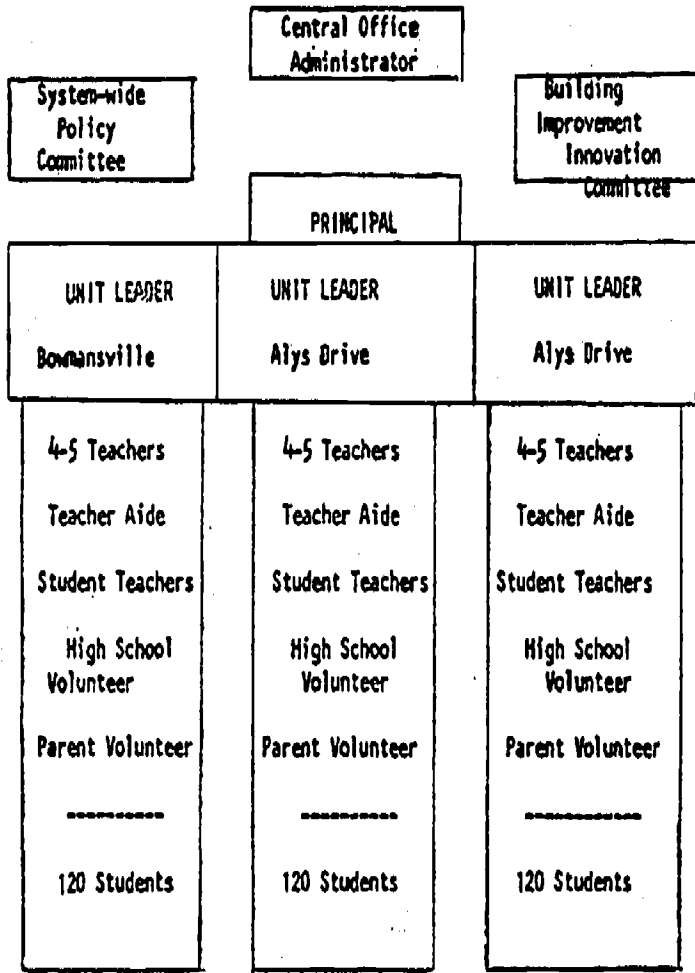 Central Office
Administrator
System-wide
Policy
Committee
Building
Improvement
Innovation
Committee
PRINCIPAL
UNIT LEADER
Bowmansville
UNIT LEADER
Alys Drive
UNIT LEADER
Alys Drive
4-5 Teachers
Teacher Aide
Student Teachers
High School
Volunteer
Parent Volunteer
----------
120 Students
4-5 Teachers
Teacher Aide
Student Teachers
High School
Volunteer
Parent Volunteer
----------
120 Students
4-5 Teachers
Teacher Aide
Student Teachers
High School
Volunteer
Parent Volunteer
----------
120 Students